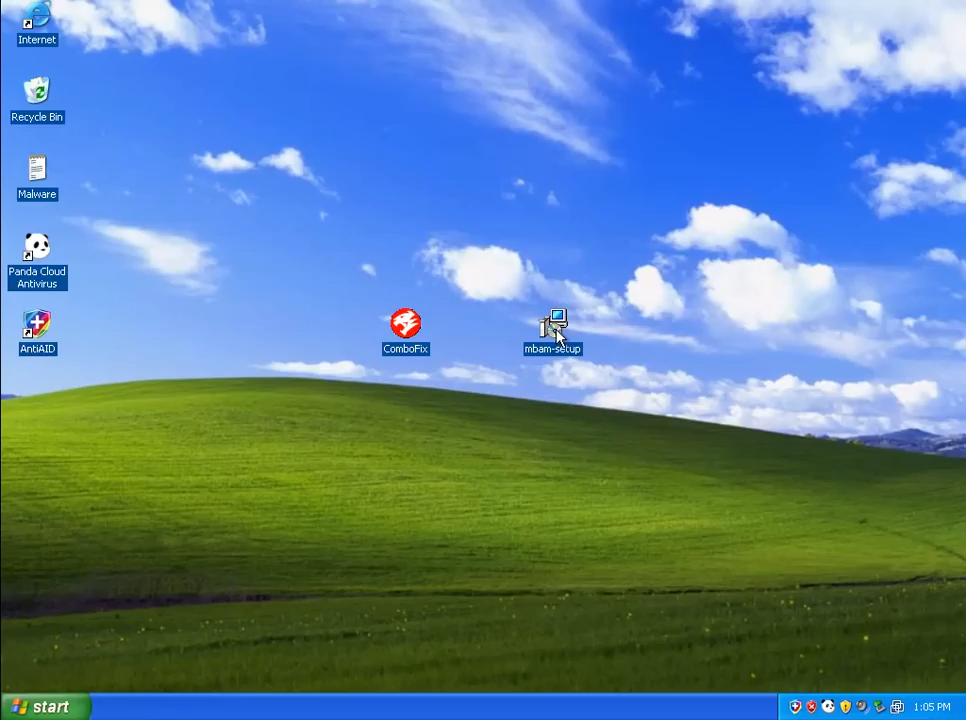 Internet
Recycle Bin
Malware
Panda Cloud
Antivirus
AntiAID
ComboFix
mbam-setup
start
1:05 PM